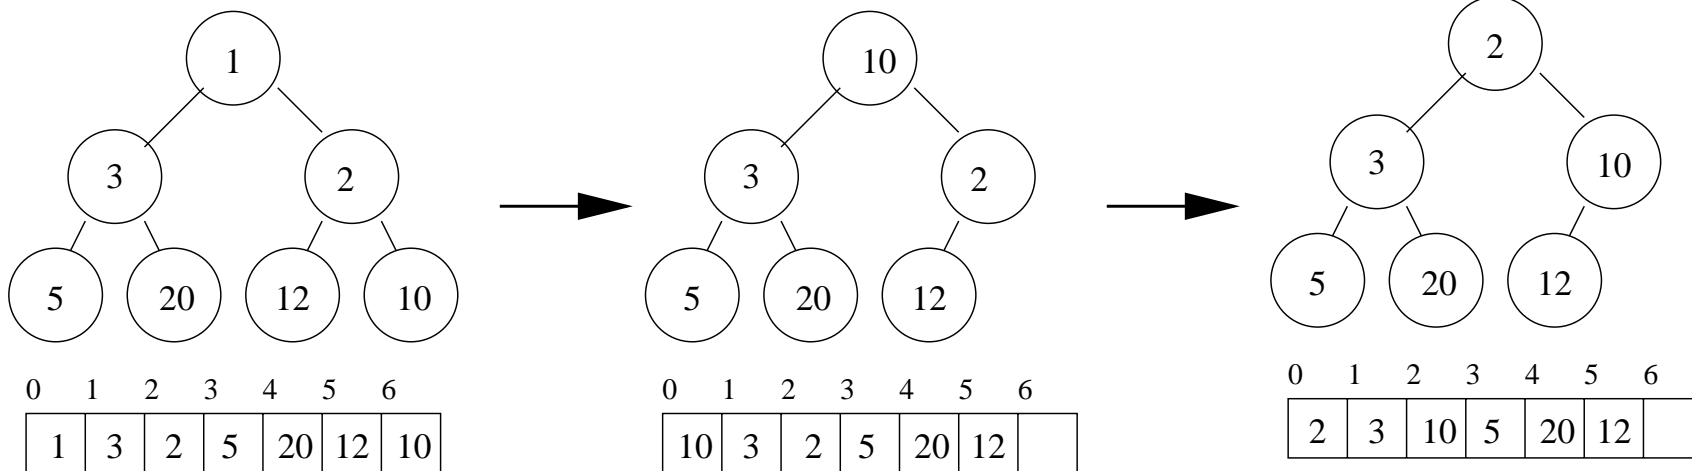 1
3 2
5 20 12 10
0 1 2 3 4 5 6
1 3 2 5 20 12 10
10
3 2
5 20 12
0 1 2 3 4 5 6
10 3 2 5 20 12
2
3 10
5 20 12
0 1 2 3 4 5 6
2 3 10 5 20 12